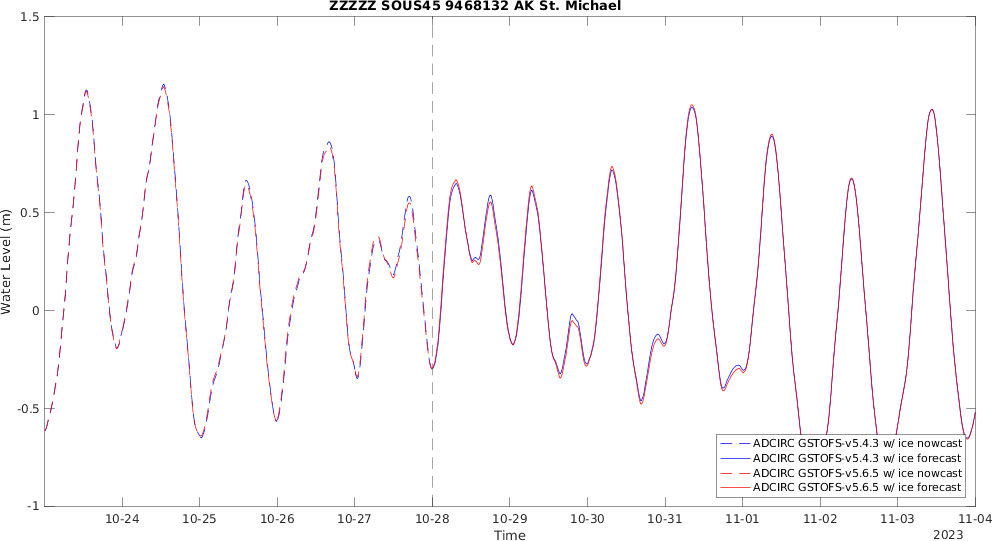 ZZZZZ SOUS45 9468132 AK St. Michael
Water Level (m)
1.5
1
0.5
0
-0.5
-1
10-24
10-25
10-26
10-27
10-28
10-29
10-30
10-31
11-01
11-02
11-03
11-04
Time
2023
ADCIRC GSTOFS-v5.4.3 w/ ice nowcast
ADCIRC GSTOFS-v5.4.3 w/ ice forecast
ADCIRC GSTOFS-v5.6.5 w/ ice nowcast
ADCIRC GSTOFS-v5.6.5 w/ ice forecast